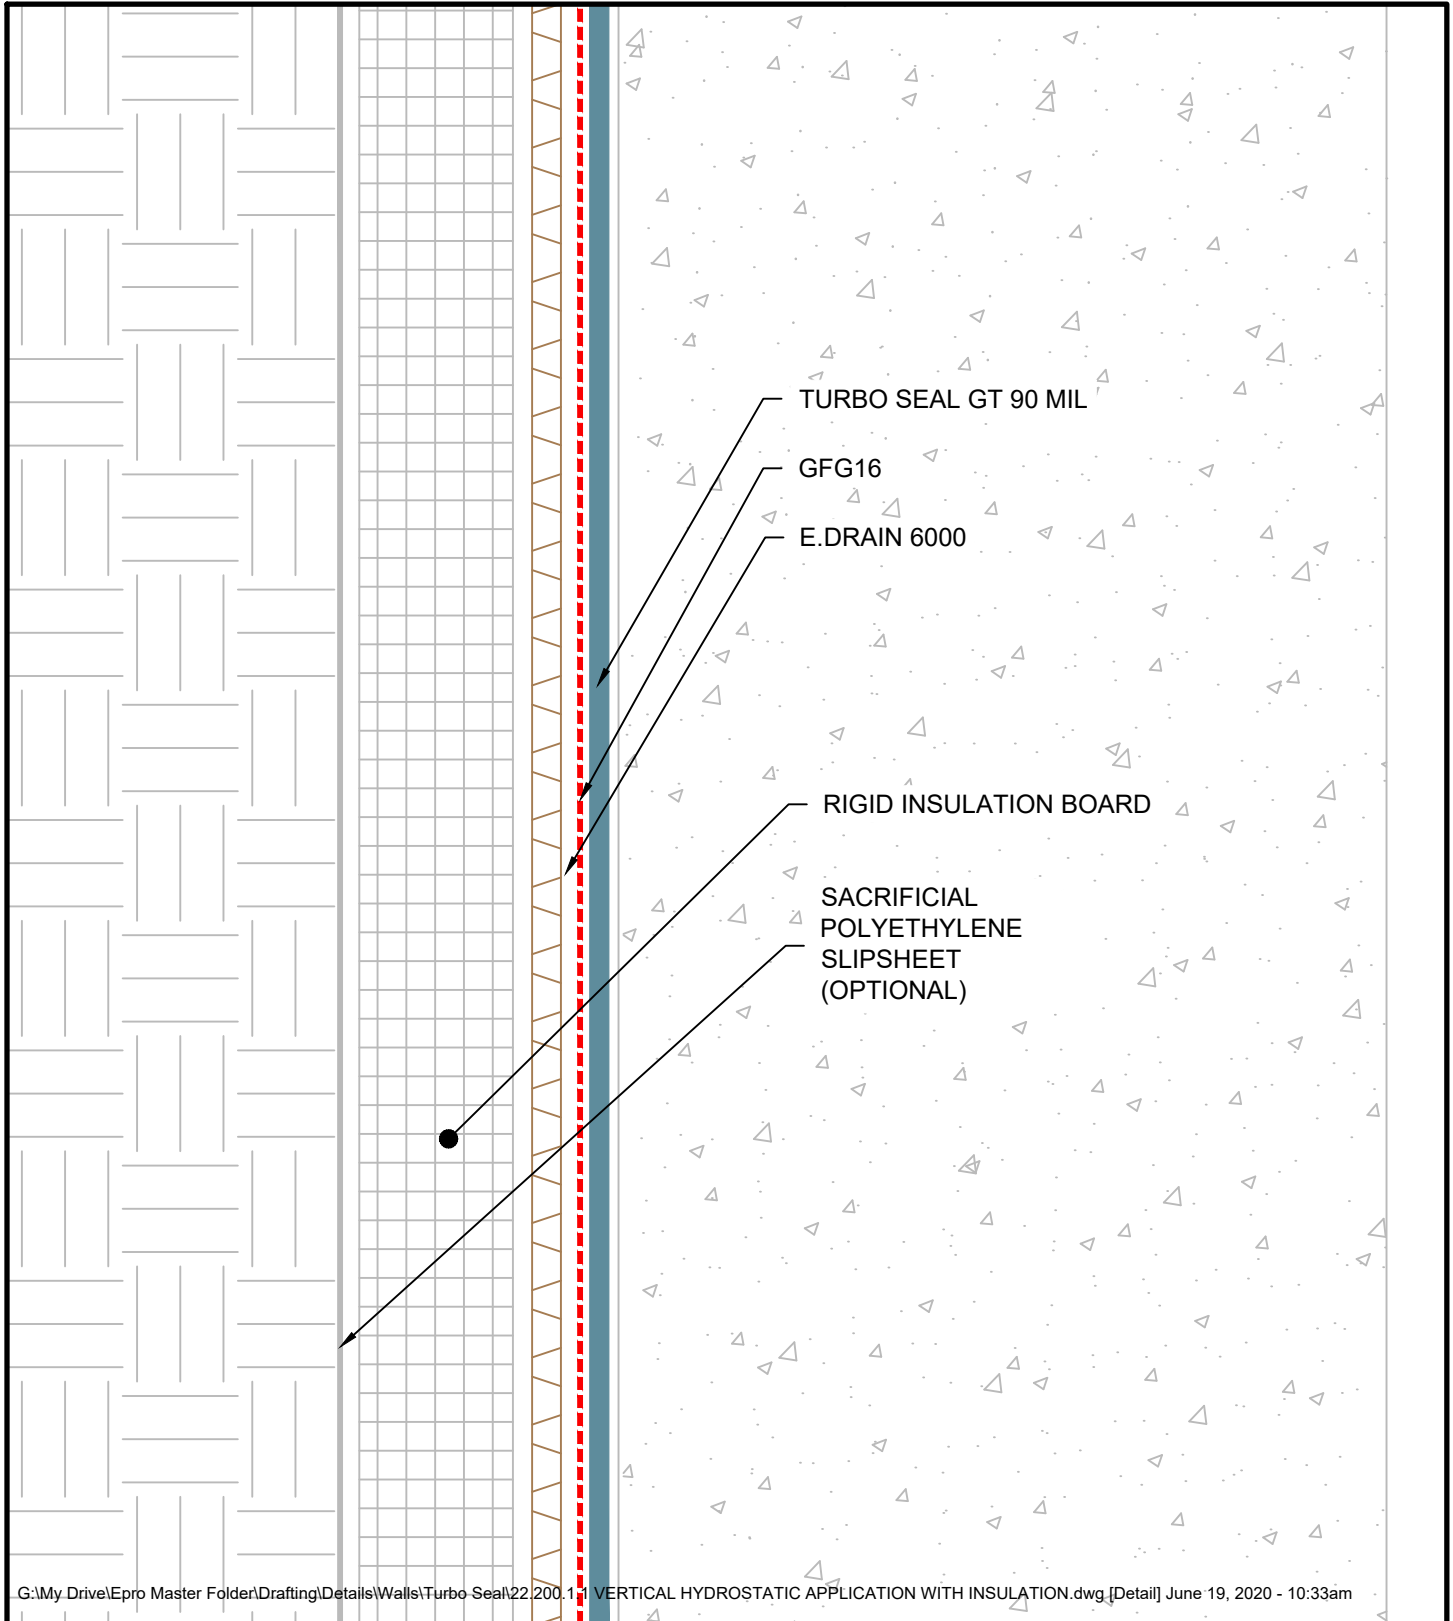 TURBO SEAL GT 90 MIL
GFG16
E.DRAIN 6000
RIGID INSULATION BOARD
SACRIFICIAL
POLYETHYLENE
SLIPSHEET
(OPTIONAL)
G:\My Drive\Epro Master Folder\Drafting\Details\Walls\Turbo Seal\22.200.1.1 VERTICAL HYDROSTATIC APPLICATION WITH INSULATION.dwg [Detail] June 19, 2020 - 10:33am